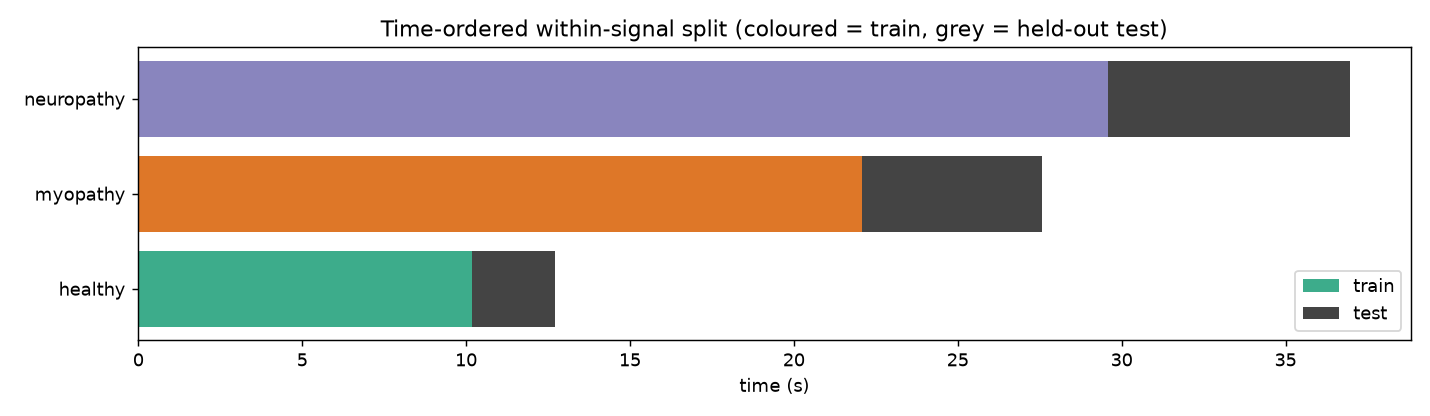 Time-ordered within-signal split (coloured = train, grey = held-out test)
neuropathy
myopathy
healthy
train
test
0 5 10 15 20 25 30 35
time (s)